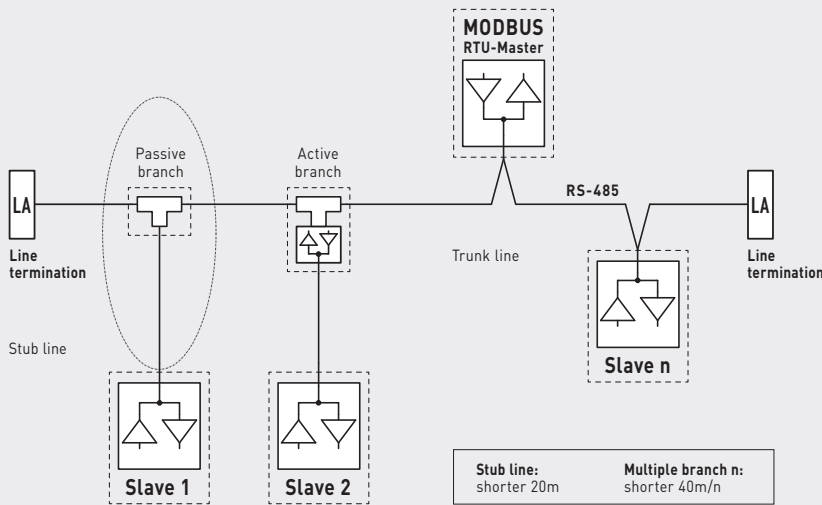 MODBUS
RTU-Master
Passive
branch
Active
branch
LA
RS-485
LA
Line
termination
Trunk line
Line
termination
Stub line
Slave n
Slave 1
Slave 2
Stub line:
shorter 20m
Multiple branch n:
shorter 40m/n